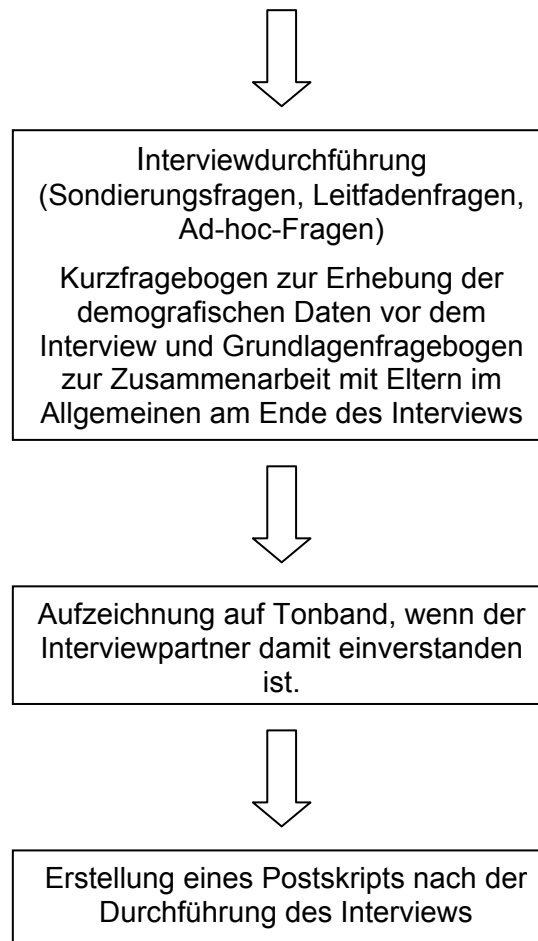 Interviewdurchführung
(Sondierungsfragen, Leitfadenfragen,
Ad-hoc-Fragen)
Kurzfragebogen zur Erhebung der
demografischen Daten vor dem
Interview und Grundlagenfragebogen
zur Zusammenarbeit mit Eltern im
Allgemeinen am Ende des Interviews
Aufzeichnung auf Tonband, wenn der
Interviewpartner damit einverstanden
ist.
Erstellung eines Postskripts nach der
Durchführung des Interviews